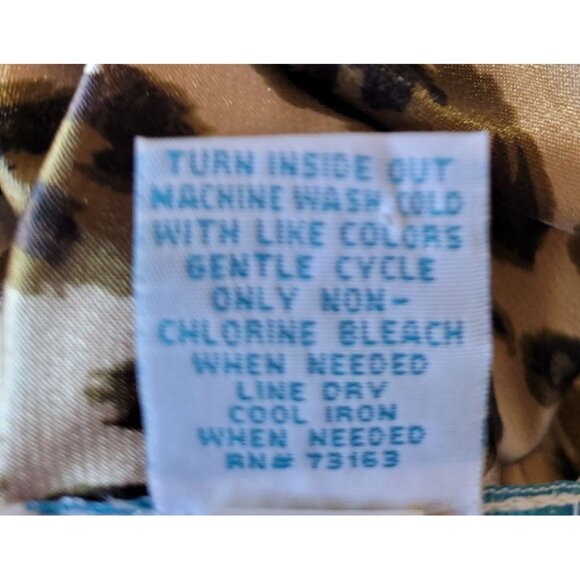 TURN INSIDE OUT
MACHINE WASH COLD
WITH LIKE COLORS
GENTLE CYCLE
ONLY NON-
CHLORINE BLEACH
WHEN NEEDED
LINE DRY
COOL IRON
WHEN NEEDED
RN# 73163